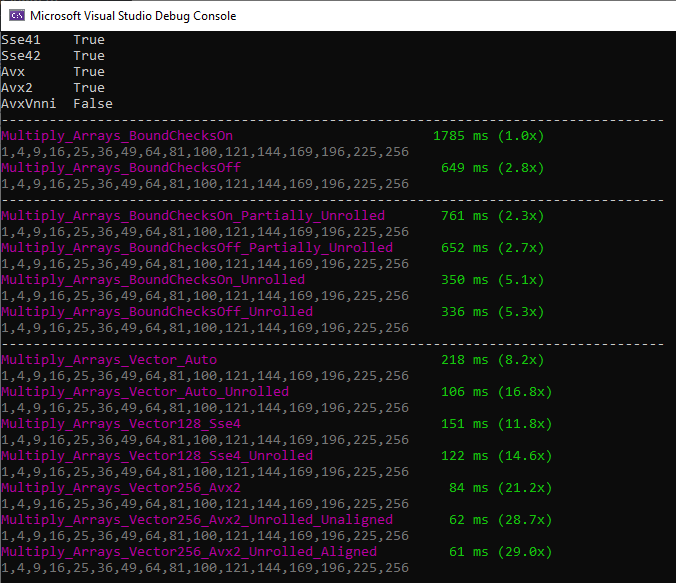 Microsoft Visual Studio Debug Console
Sse41 True
Sse42 True
Avx True
Avx2 True
AvxVnni False
-----------------------------------------------------------------------------------
Multiply_Arrays_BoundChecksOn 1785 ms (1.0x)
1,4,9,16,25,36,49,64,81,100,121,144,169,196,225,256
Multiply_Arrays_BoundChecksOff 649 ms (2.8x)
1,4,9,16,25,36,49,64,81,100,121,144,169,196,225,256
-----------------------------------------------------------------------------------
Multiply_Arrays_BoundChecksOn_Partially_Unrolled 761 ms (2.3x)
1,4,9,16,25,36,49,64,81,100,121,144,169,196,225,256
Multiply_Arrays_BoundChecksOff_Partially_Unrolled 652 ms (2.7x)
1,4,9,16,25,36,49,64,81,100,121,144,169,196,225,256
Multiply_Arrays_BoundChecksOn_Unrolled 350 ms (5.1x)
1,4,9,16,25,36,49,64,81,100,121,144,169,196,225,256
Multiply_Arrays_BoundChecksOff_Unrolled 336 ms (5.3x)
1,4,9,16,25,36,49,64,81,100,121,144,169,196,225,256
-----------------------------------------------------------------------------------
Multiply_Arrays_Vector_Auto 218 ms (8.2x)
1,4,9,16,25,36,49,64,81,100,121,144,169,196,225,256
Multiply_Arrays_Vector_Auto_Unrolled 106 ms (16.8x)
1,4,9,16,25,36,49,64,81,100,121,144,169,196,225,256
Multiply_Arrays_Vector128_Sse4 151 ms (11.8x)
1,4,9,16,25,36,49,64,81,100,121,144,169,196,225,256
Multiply_Arrays_Vector128_Sse4_Unrolled 122 ms (14.6x)
1,4,9,16,25,36,49,64,81,100,121,144,169,196,225,256
Multiply_Arrays_Vector256_Avx2 84 ms (21.2x)
1,4,9,16,25,36,49,64,81,100,121,144,169,196,225,256
Multiply_Arrays_Vector256_Avx2_Unrolled_Unaligned 62 ms (28.7x)
1,4,9,16,25,36,49,64,81,100,121,144,169,196,225,256
Multiply_Arrays_Vector256_Avx2_Unrolled_Aligned 61 ms (29.0x)
1,4,9,16,25,36,49,64,81,100,121,144,169,196,225,256